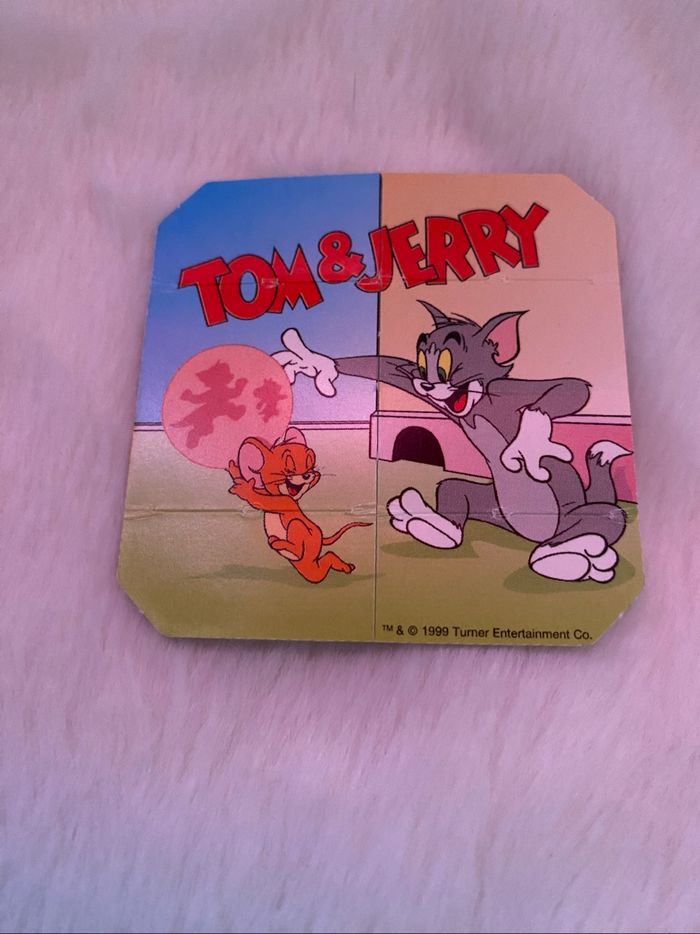 TOM & JERRY
™ & © 1999 Turner Entertainment Co.